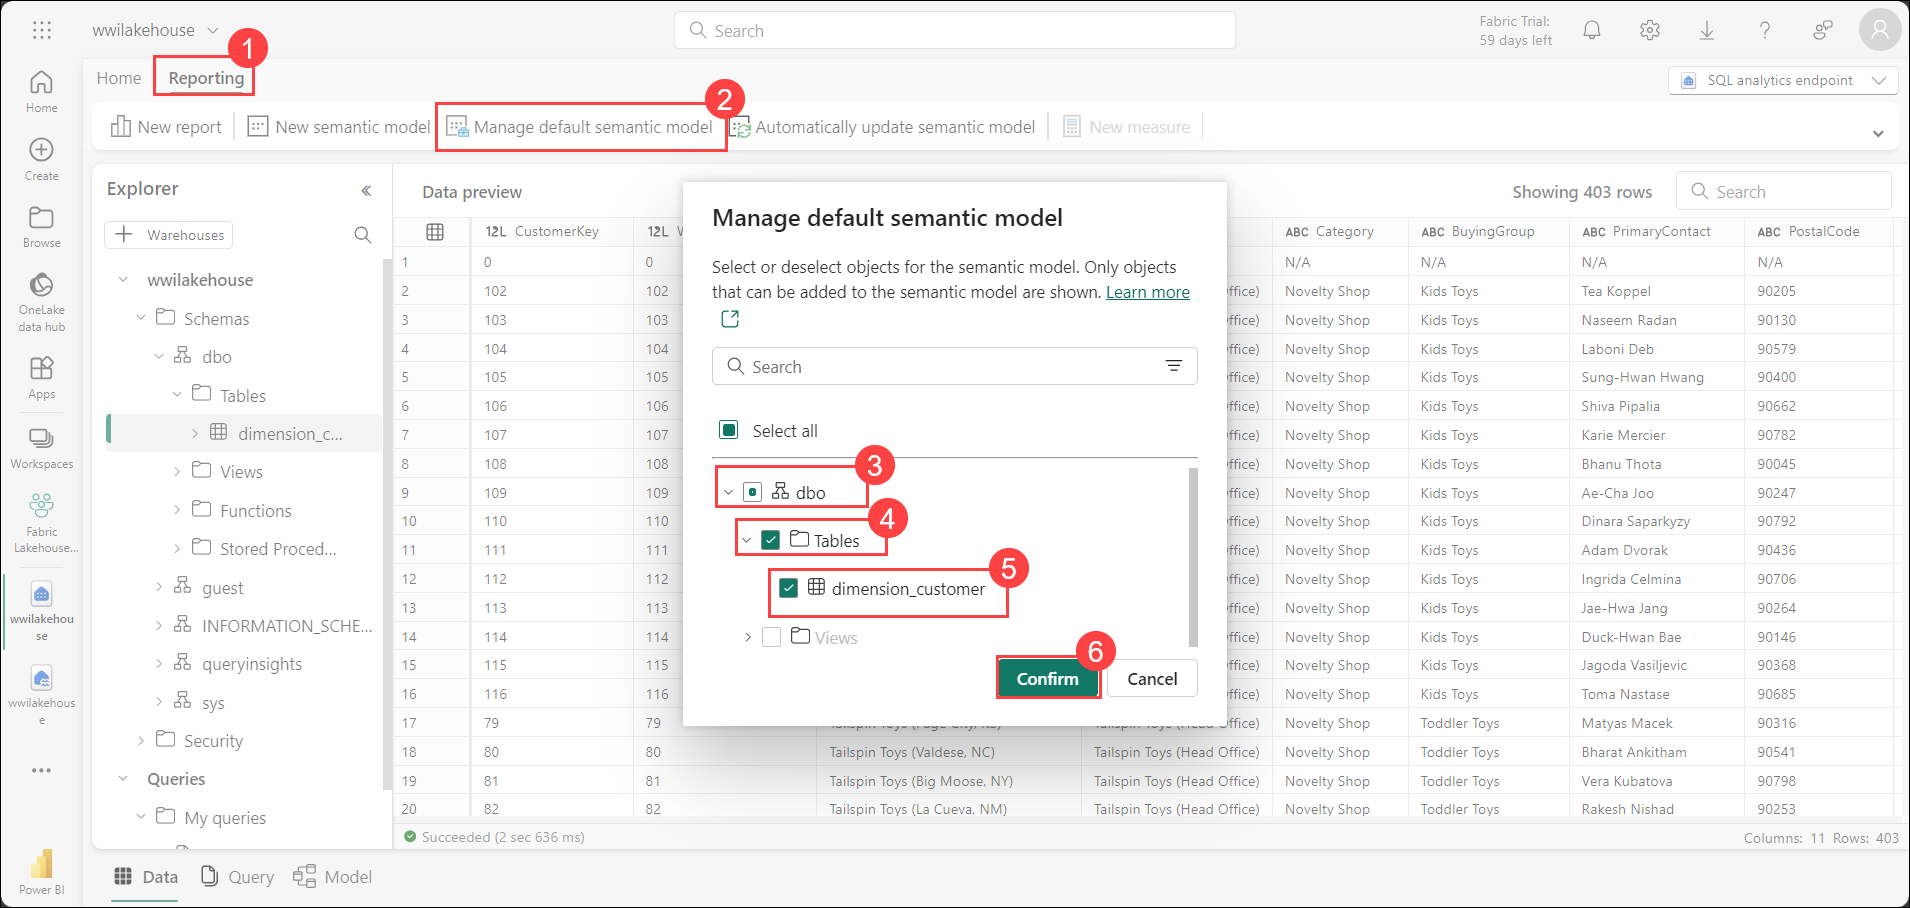 wwilakehouse
Search
Fabric Trial:
59 days left
1
Home
Reporting
SQL analytics endpoint
2
New report
New semantic model
Manage default semantic model
Automatically update semantic model
New measure
Home
Create
Browse
OneLake
data hub
Apps
Workspaces
Fabric
Lakehouse...
wwilakehou
se
wwilakehous
e
Power BI
Explorer
Warehouses
wwilakehouse
Schemas
dbo
Tables
dimension_c...
Views
Functions
Stored Proced...
guest
INFORMATION_SCHE...
queryinsights
sys
Security
Queries
My queries
Data preview
Showing 403 rows
Search
12L CustomerKey 12L W ABC Category ABC BuyingGroup ABC PrimaryContact ABC PostalCode
1 0 0 N/A N/A N/A N/A
2 102 102 ffice) Novelty Shop Kids Toys Tea Koppel 90205
3 103 103 ffice) Novelty Shop Kids Toys Naseem Radan 90130
4 104 104 ffice) Novelty Shop Kids Toys Laboni Deb 90579
5 105 105 ffice) Novelty Shop Kids Toys Sung-Hwan Hwang 90400
6 106 106 ffice) Novelty Shop Kids Toys Shiva Pipalia 90662
7 107 107 ffice) Novelty Shop Kids Toys Karie Mercier 90782
8 108 108 ffice) Novelty Shop Kids Toys Bhanu Thota 90045
9 109 109 ffice) Novelty Shop Kids Toys Ae-Cha Joo 90247
10 110 110 ffice) Novelty Shop Kids Toys Dinara Saparkyzy 90792
11 111 111 ffice) Novelty Shop Kids Toys Adam Dvorak 90436
12 112 112 ffice) Novelty Shop Kids Toys Ingrida Celmina 90706
13 113 113 ffice) Novelty Shop Kids Toys Jae-Hwa Jang 90264
14 114 114 ffice) Novelty Shop Kids Toys Duck-Hwan Bae 90146
15 115 115 ffice) Novelty Shop Kids Toys Jagoda Vasiljevic 90368
16 116 116 ffice) Novelty Shop Kids Toys Toma Nastase 90685
17 79 79 Tailspin Toys (Page City, KS) Tailspin Toys (Head Office) Novelty Shop Toddler Toys Matyas Macek 90316
18 80 80 Tailspin Toys (Valdese, NC) Tailspin Toys (Head Office) Novelty Shop Toddler Toys Bharat Ankitham 90541
19 81 81 Tailspin Toys (Big Moose, NY) Tailspin Toys (Head Office) Novelty Shop Toddler Toys Vera Kubatova 90798
20 82 82 Tailspin Toys (La Cueva, NM) Tailspin Toys (Head Office) Novelty Shop Toddler Toys Rakesh Nishad 90253
Manage default semantic model
Select or deselect objects for the semantic model. Only objects
that can be added to the semantic model are shown. Learn more
Search
Select all
3
dbo
4
Tables
5
dimension_customer
Views
6
Confirm
Cancel
Succeeded (2 sec 636 ms)
Columns: 11 Rows: 403
Data
Query
Model